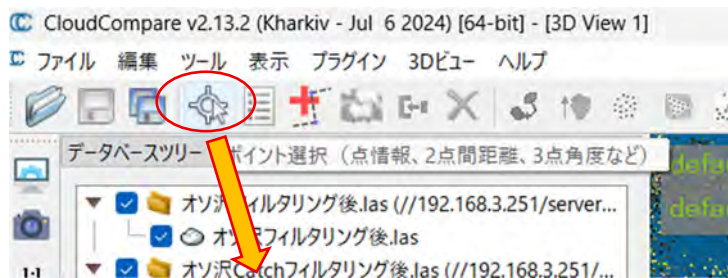 CloudCompare v2.13.2 (Kharkiv - Jul 6 2024) [64-bit] - [3D View 1]
ファイル 編集 ツール 表示 プラグイン 3Dビュー ヘルプ
データベースツリー
ポイント選択（点情報、2点間距離、3点角度など）
defa
オソ沢フィルタリング後.las (//192.168.3.251/server...
defa
オソ沢フィルタリング後.las
1:1
オソ沢Catchフィルタリング後.las (//192.168.3.251/...